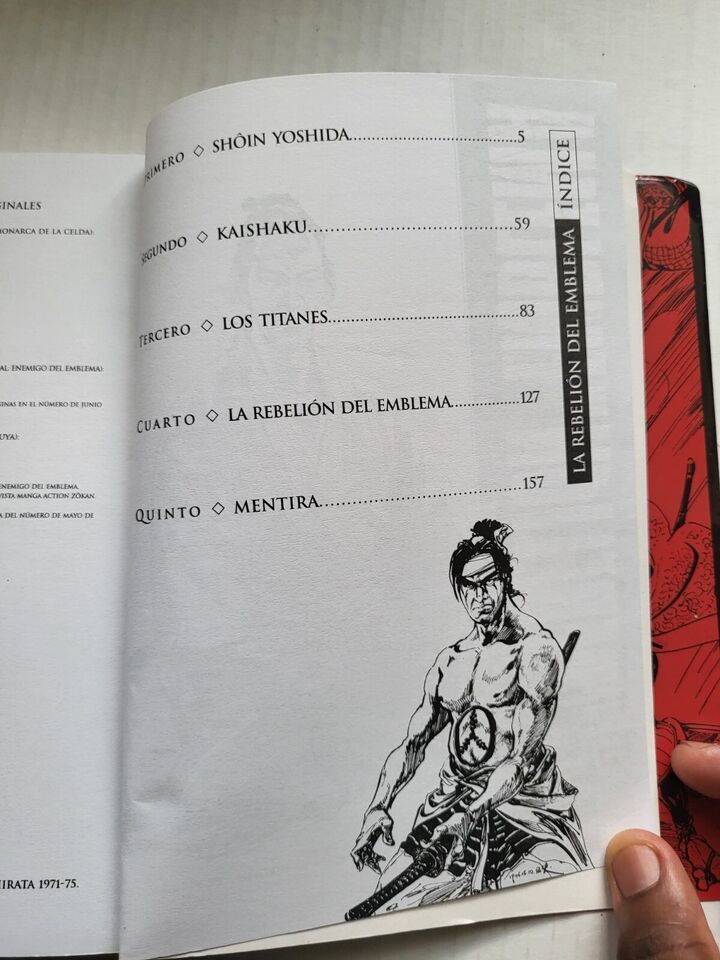 GINALES
IONARCA DE LA CELDA):
AL: ENEMIGO DEL EMBLEMA):
GINAS EN EL NÚMERO DE JUNIO
UYA):
ENEMIGO DEL EMBLEMA,
VISTA MANGA ACTION ZÔKAN
A DEL NÚMERO DE MAYO DE
HIRATA 1971-75.
PRIMERO ◇ SHÔIN YOSHIDA.....................................5
SEGUNDO ◇ KAISHAKU.....................................59
TERCERO ◇ LOS TITANES.....................................83
CUARTO ◇ LA REBELIÓN DEL EMBLEMA..............127
QUINTO ◇ MENTIRA.....................................157
LA REBELIÓN DEL EMBLEMA ÍNDICE